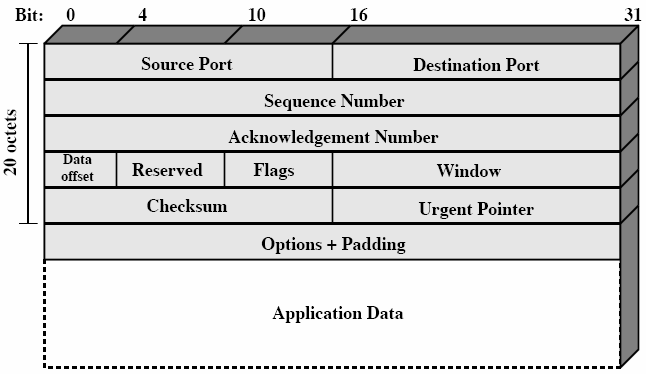 Bit: 0 4 10 16 31
20 octets
Source Port Destination Port
Sequence Number
Acknowledgement Number
Data offset Reserved Flags Window
Checksum Urgent Pointer
Options + Padding
Application Data